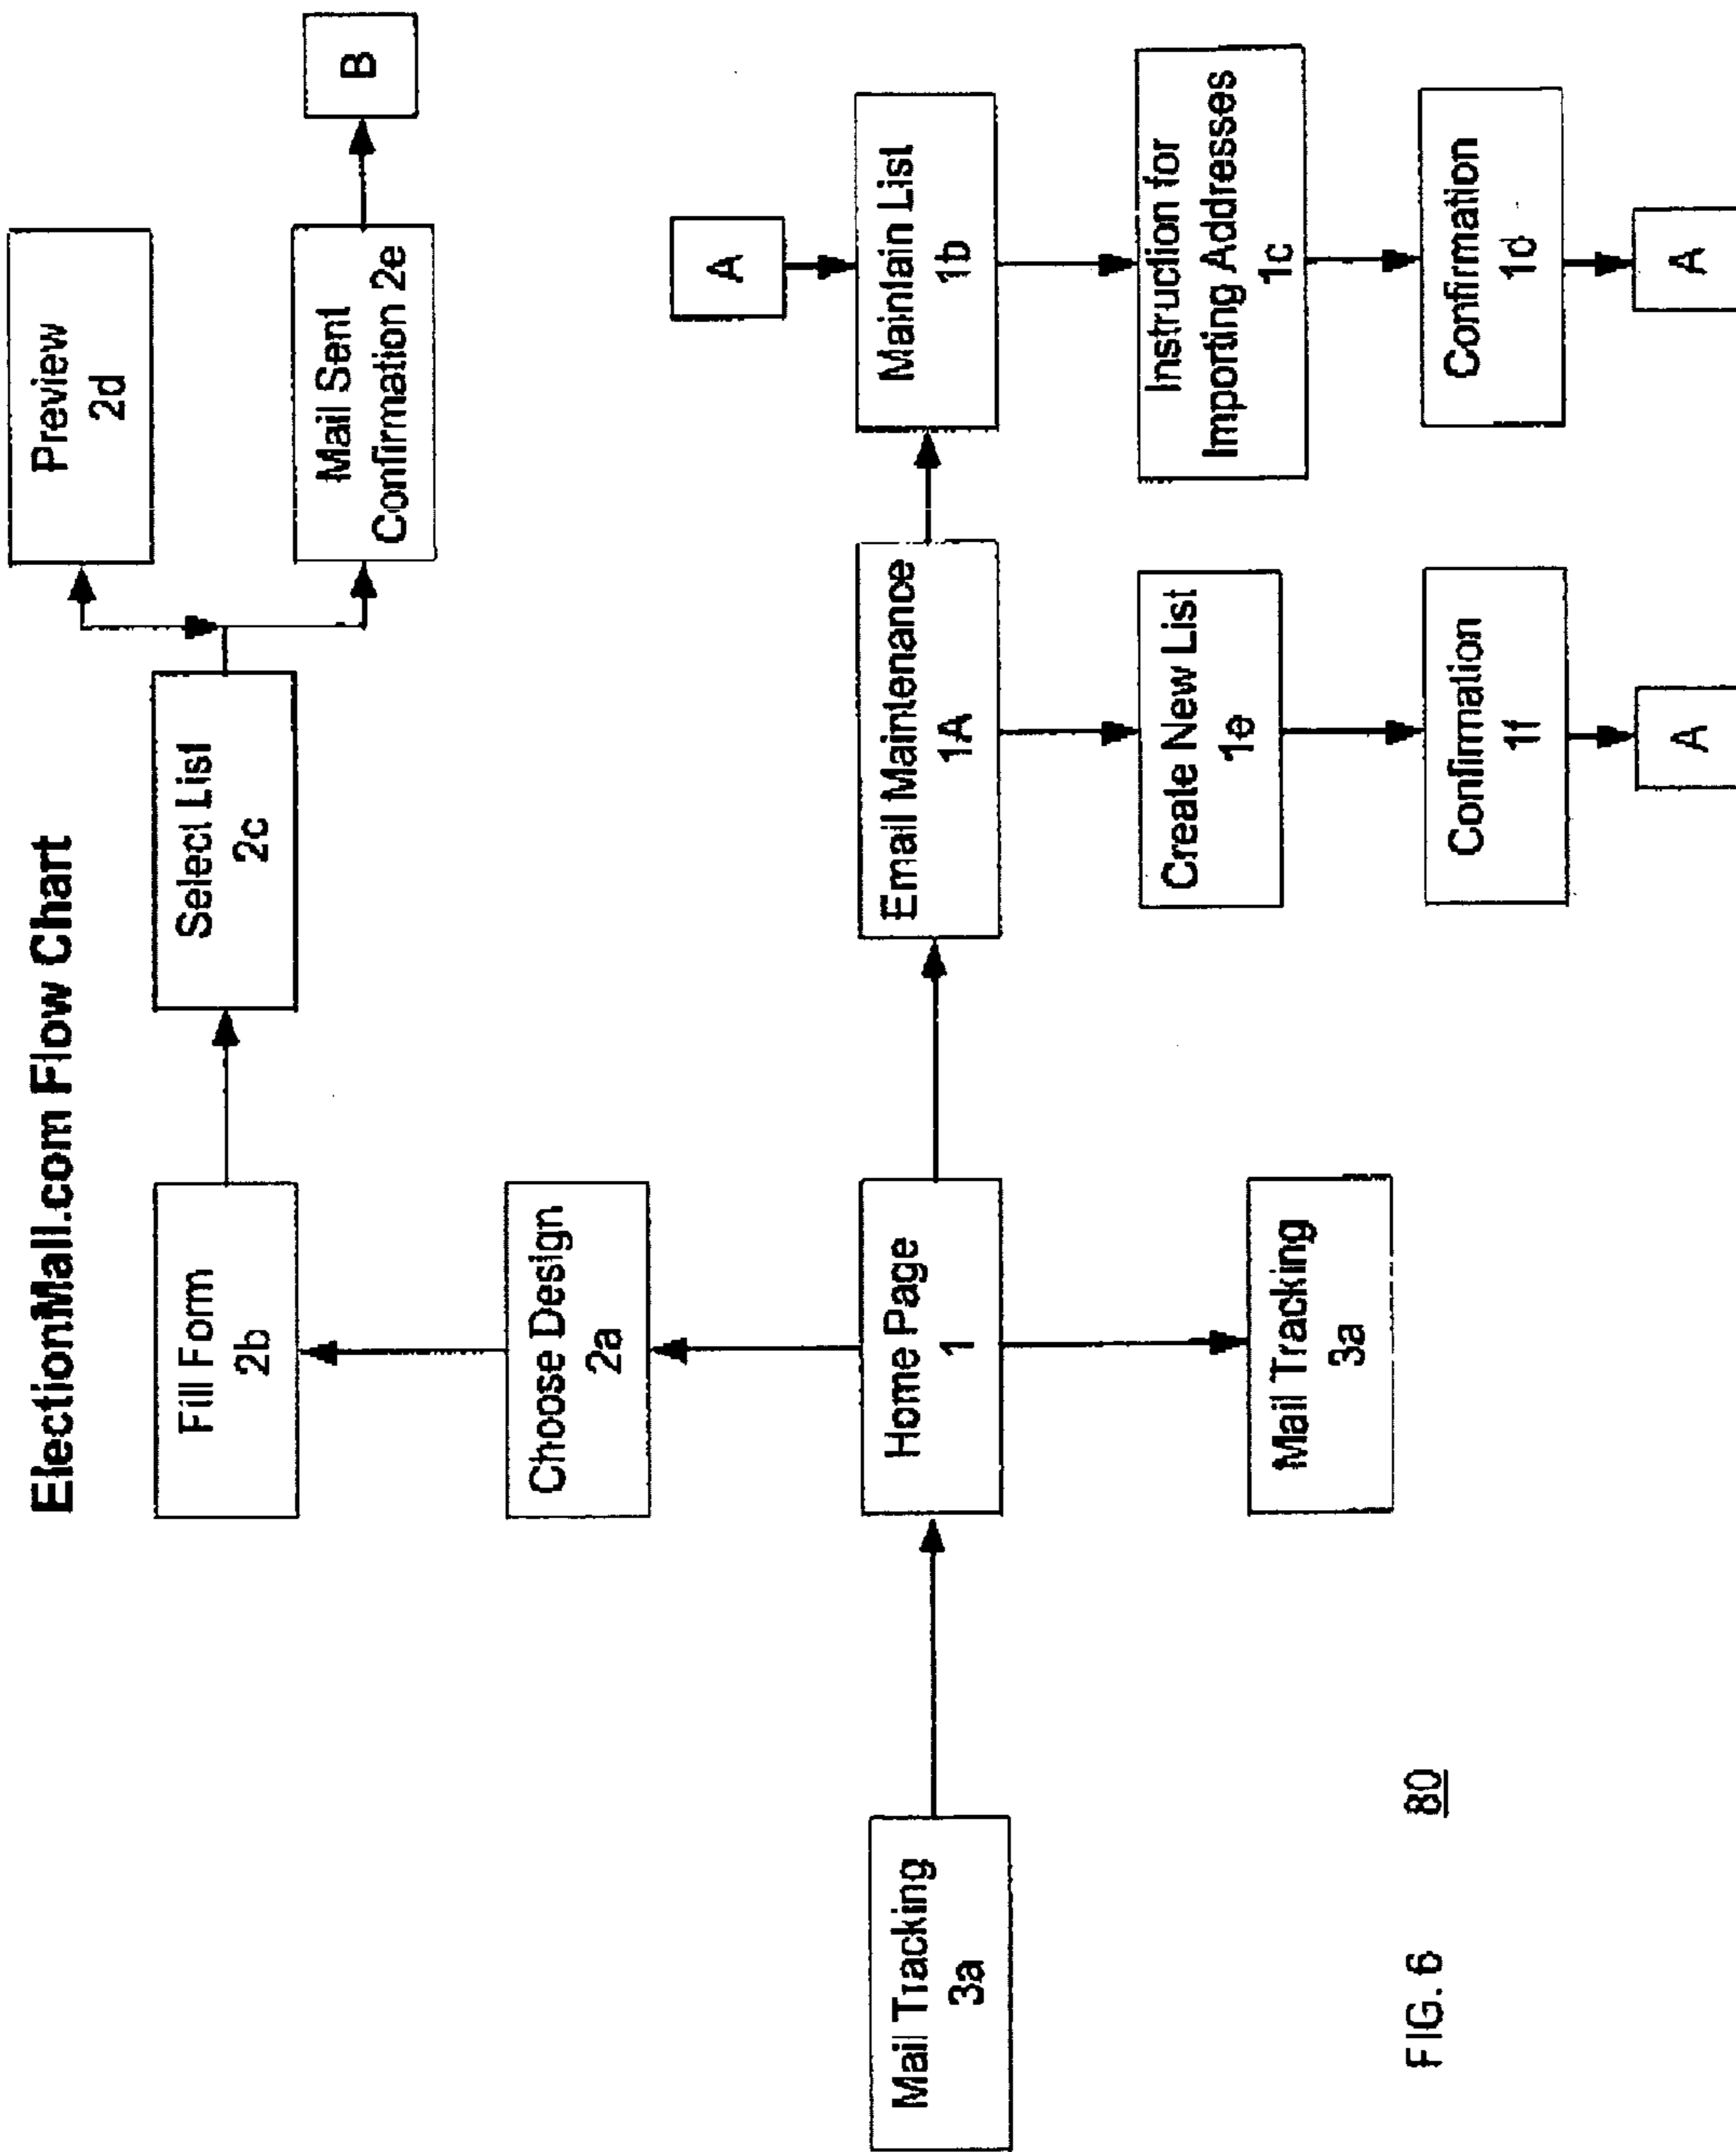 ElectionMall.com Flow Chart
Fill Form
2b
Select List
2c
Preview
2d
Mail Sent
Confirmation 2e
B
Choose Design
2a
A
Mail Tracking
3a
Home Page
1
Email Maintenance
1A
Maintain List
1b
Mail Tracking
3a
Create New List
1e
Instruction for
Importing Addresses
1c
Confirmation
1f
Confirmation
1d
A
A
FIG. 6 80